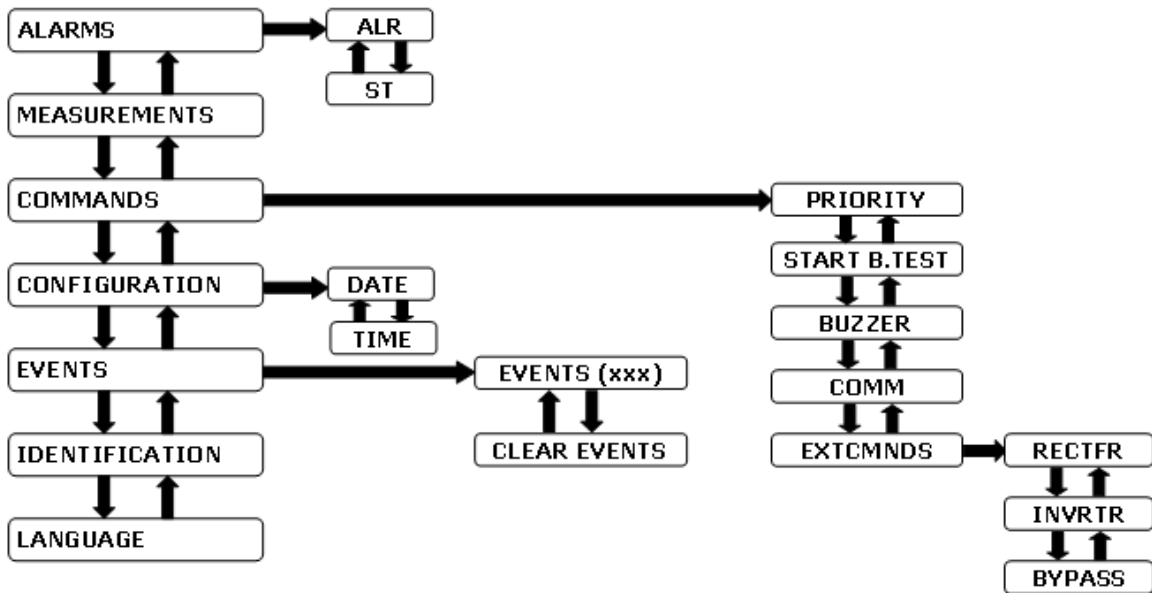 ALARMS
MEASUREMENTS
COMMANDS
CONFIGURATION
EVENTS
IDENTIFICATION
LANGUAGE
ALR
ST
DATE
TIME
EVENTS (xxx)
CLEAR EVENTS
PRIORITY
START B.TEST
BUZZER
COMM
EXTCMNDS
RECTFR
INVRTR
BYPASS